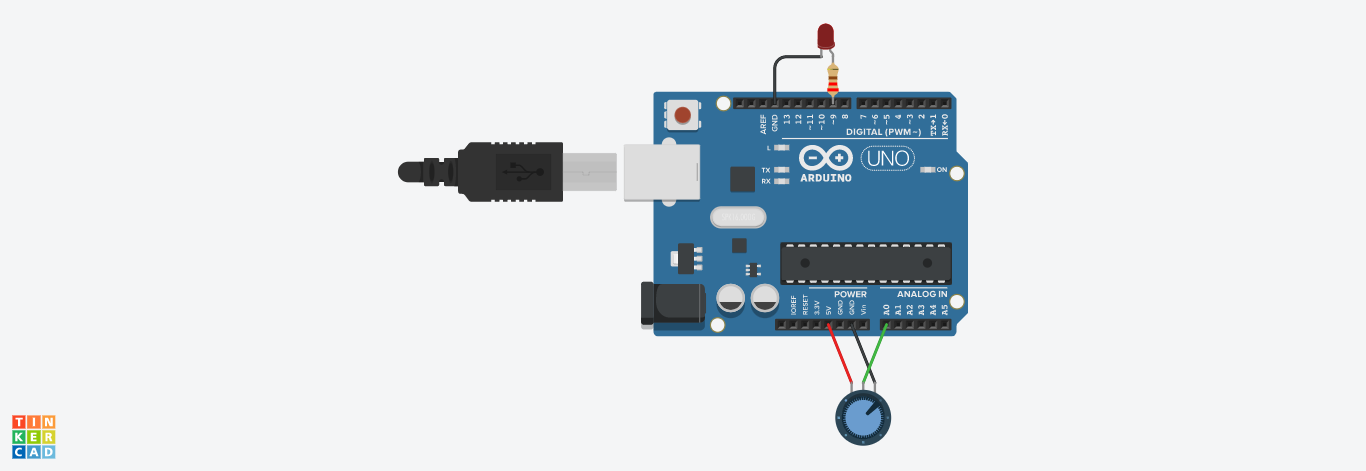 AREF
GND
13
12
~11
~10
~9
8
7
~6
~5
4
~3
2
TX→1
RX←0
DIGITAL (PWM~)
L
TX
RX
ARDUINO
UNO
ON
POWER
ANALOG IN
IOREF
RESET
3.3V
5V
GND
GND
Vin
A0
A1
A2
A3
A4
A5
TIN
KER
CAD